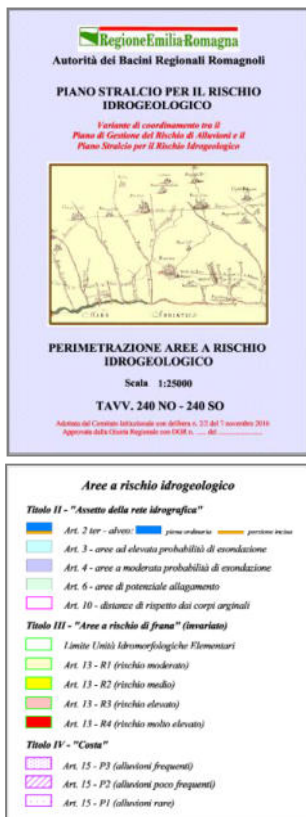 RegioneEmilia-Romagna
Autorità dei Bacini Regionali Romagnoli
PIANO STRALCIO PER IL RISCHIO
IDROGEOLOGICO
Variante di coordinamento tra il
Piano di Gestione del Rischio di Alluvioni e il
Piano Stralcio per il Rischio Idrogeologico
PERIMETRAZIONE AREE A RISCHIO
IDROGEOLOGICO
Scala 1:25000
TAVV. 240 NO - 240 SO
Adottata dal Comitato Istituzionale con delibera n. 2/2 del 7 novembre 2016
Approvata dalla Giunta Regionale con DGR n. ..... del ....................
Aree a rischio idrogeologico
Titolo II - "Assetto della rete idrografica"
Art. 2 ter - alveo: piena ordinaria porzione incisa
Art. 3 - aree ad elevata probabilità di esondazione
Art. 4 - aree a moderata probabilità di esondazione
Art. 6 - aree di potenziale allagamento
Art. 10 - distanze di rispetto dai corpi arginali
Titolo III - "Aree a rischio di frana" (invariato)
Limite Unità Idromorfologiche Elementari
Art. 13 - R1 (rischio moderato)
Art. 13 - R2 (rischio medio)
Art. 13 - R3 (rischio elevato)
Art. 13 - R4 (rischio molto elevato)
Titolo IV - "Costa"
Art. 15 - P3 (alluvioni frequenti)
Art. 15 - P2 (alluvioni poco frequenti)
Art. 15 - P1 (alluvioni rare)